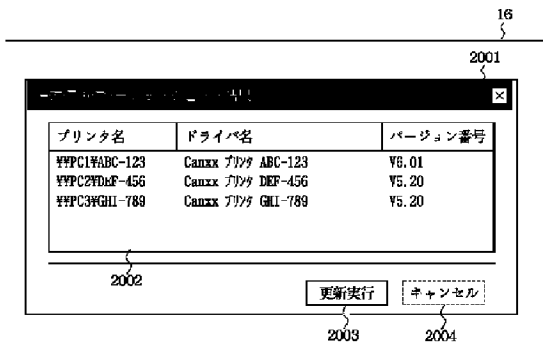 16
2001
プリンタ名 ドライバ名 バージョン番号
¥¥PC1¥ABC-123 Canxx プリンタ ABC-123 V6.01
¥¥PC2¥DEF-456 Canxx プリンタ DEF-456 V5.20
¥¥PC3¥GHI-789 Canxx プリンタ GHI-789 V5.20
2002
更新実行 キャンセル
2003 2004